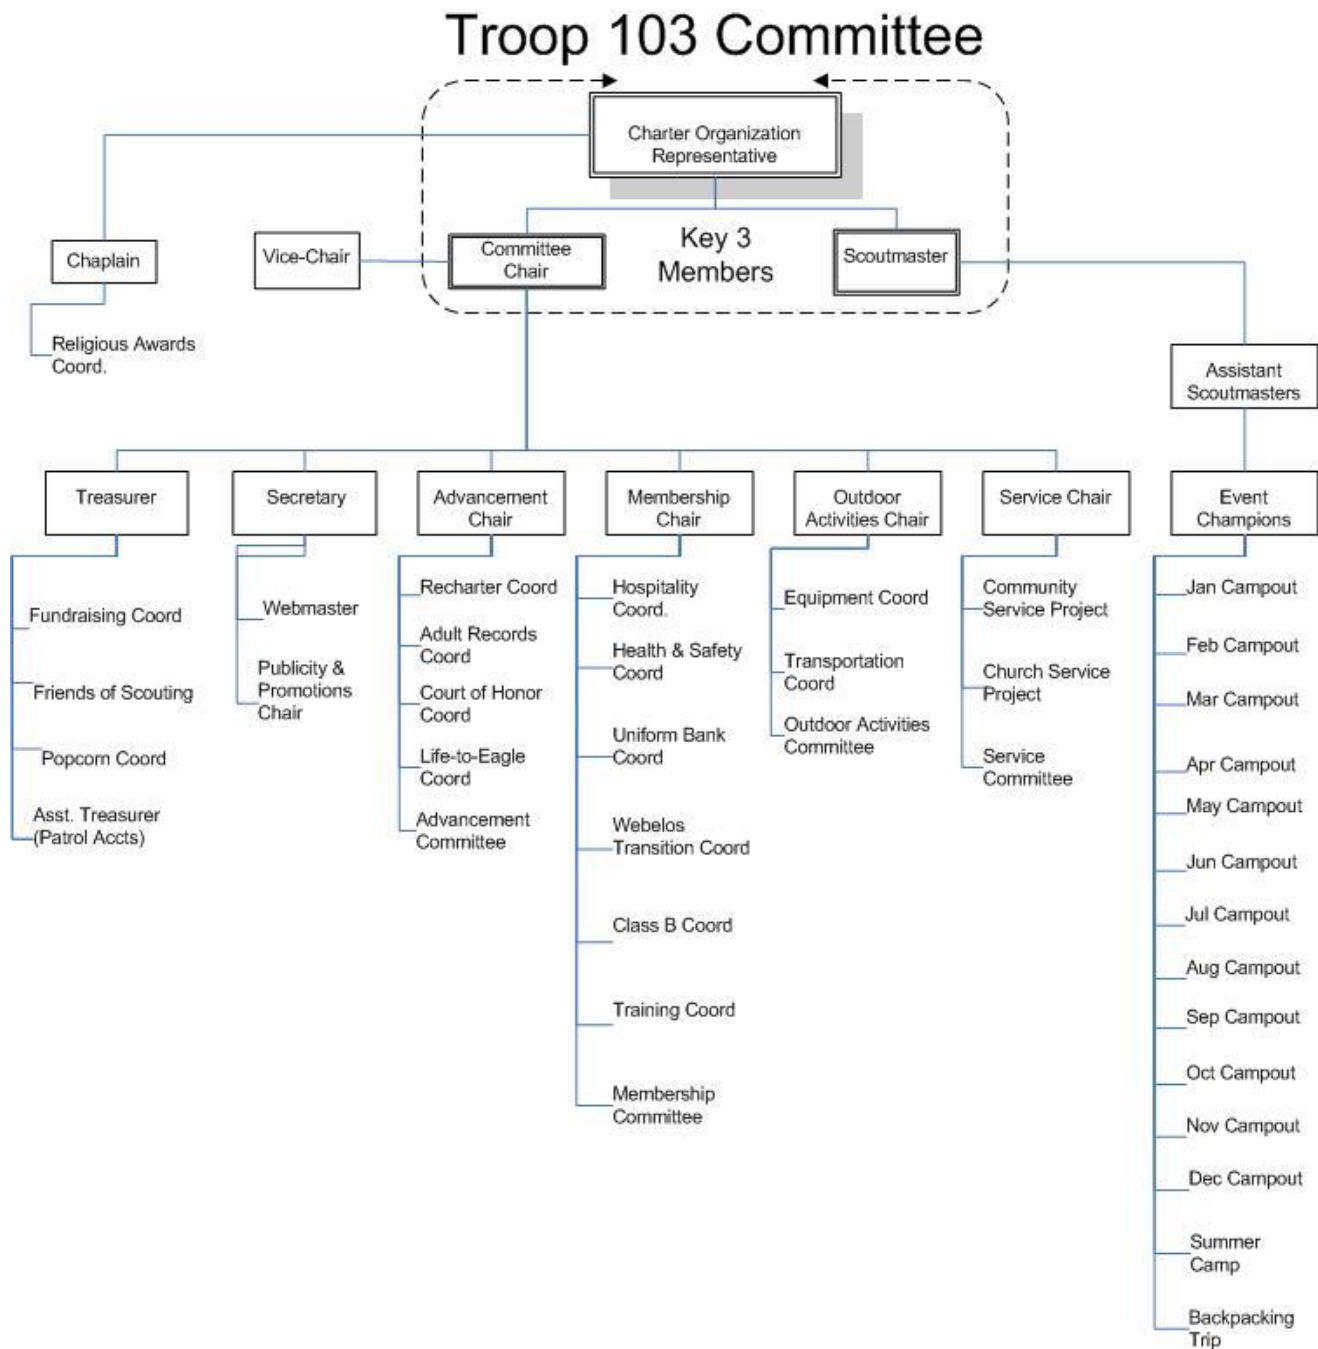 Troop 103 Committee
Charter Organization
Representative
Chaplain
Vice-Chair
Committee
Chair
Key 3
Members
Scoutmaster
Religious Awards
Coord.
Assistant
Scoutmasters
Treasurer
Fundraising Coord
Friends of Scouting
Popcorn Coord
Asst. Treasurer
(Patrol Accts)
Secretary
Webmaster
Publicity &
Promotions
Chair
Advancement
Chair
Recharter Coord
Adult Records
Coord
Court of Honor
Coord
Life-to-Eagle
Coord
Advancement
Committee
Membership
Chair
Hospitality
Coord.
Health & Safety
Coord
Uniform Bank
Coord
Webelos
Transition Coord
Class B Coord
Training Coord
Membership
Committee
Outdoor
Activities Chair
Equipment Coord
Transportation
Coord
Outdoor Activities
Committee
Service Chair
Community
Service Project
Church Service
Project
Service
Committee
Event
Champions
Jan Campout
Feb Campout
Mar Campout
Apr Campout
May Campout
Jun Campout
Jul Campout
Aug Campout
Sep Campout
Oct Campout
Nov Campout
Dec Campout
Summer
Camp
Backpacking
Trip